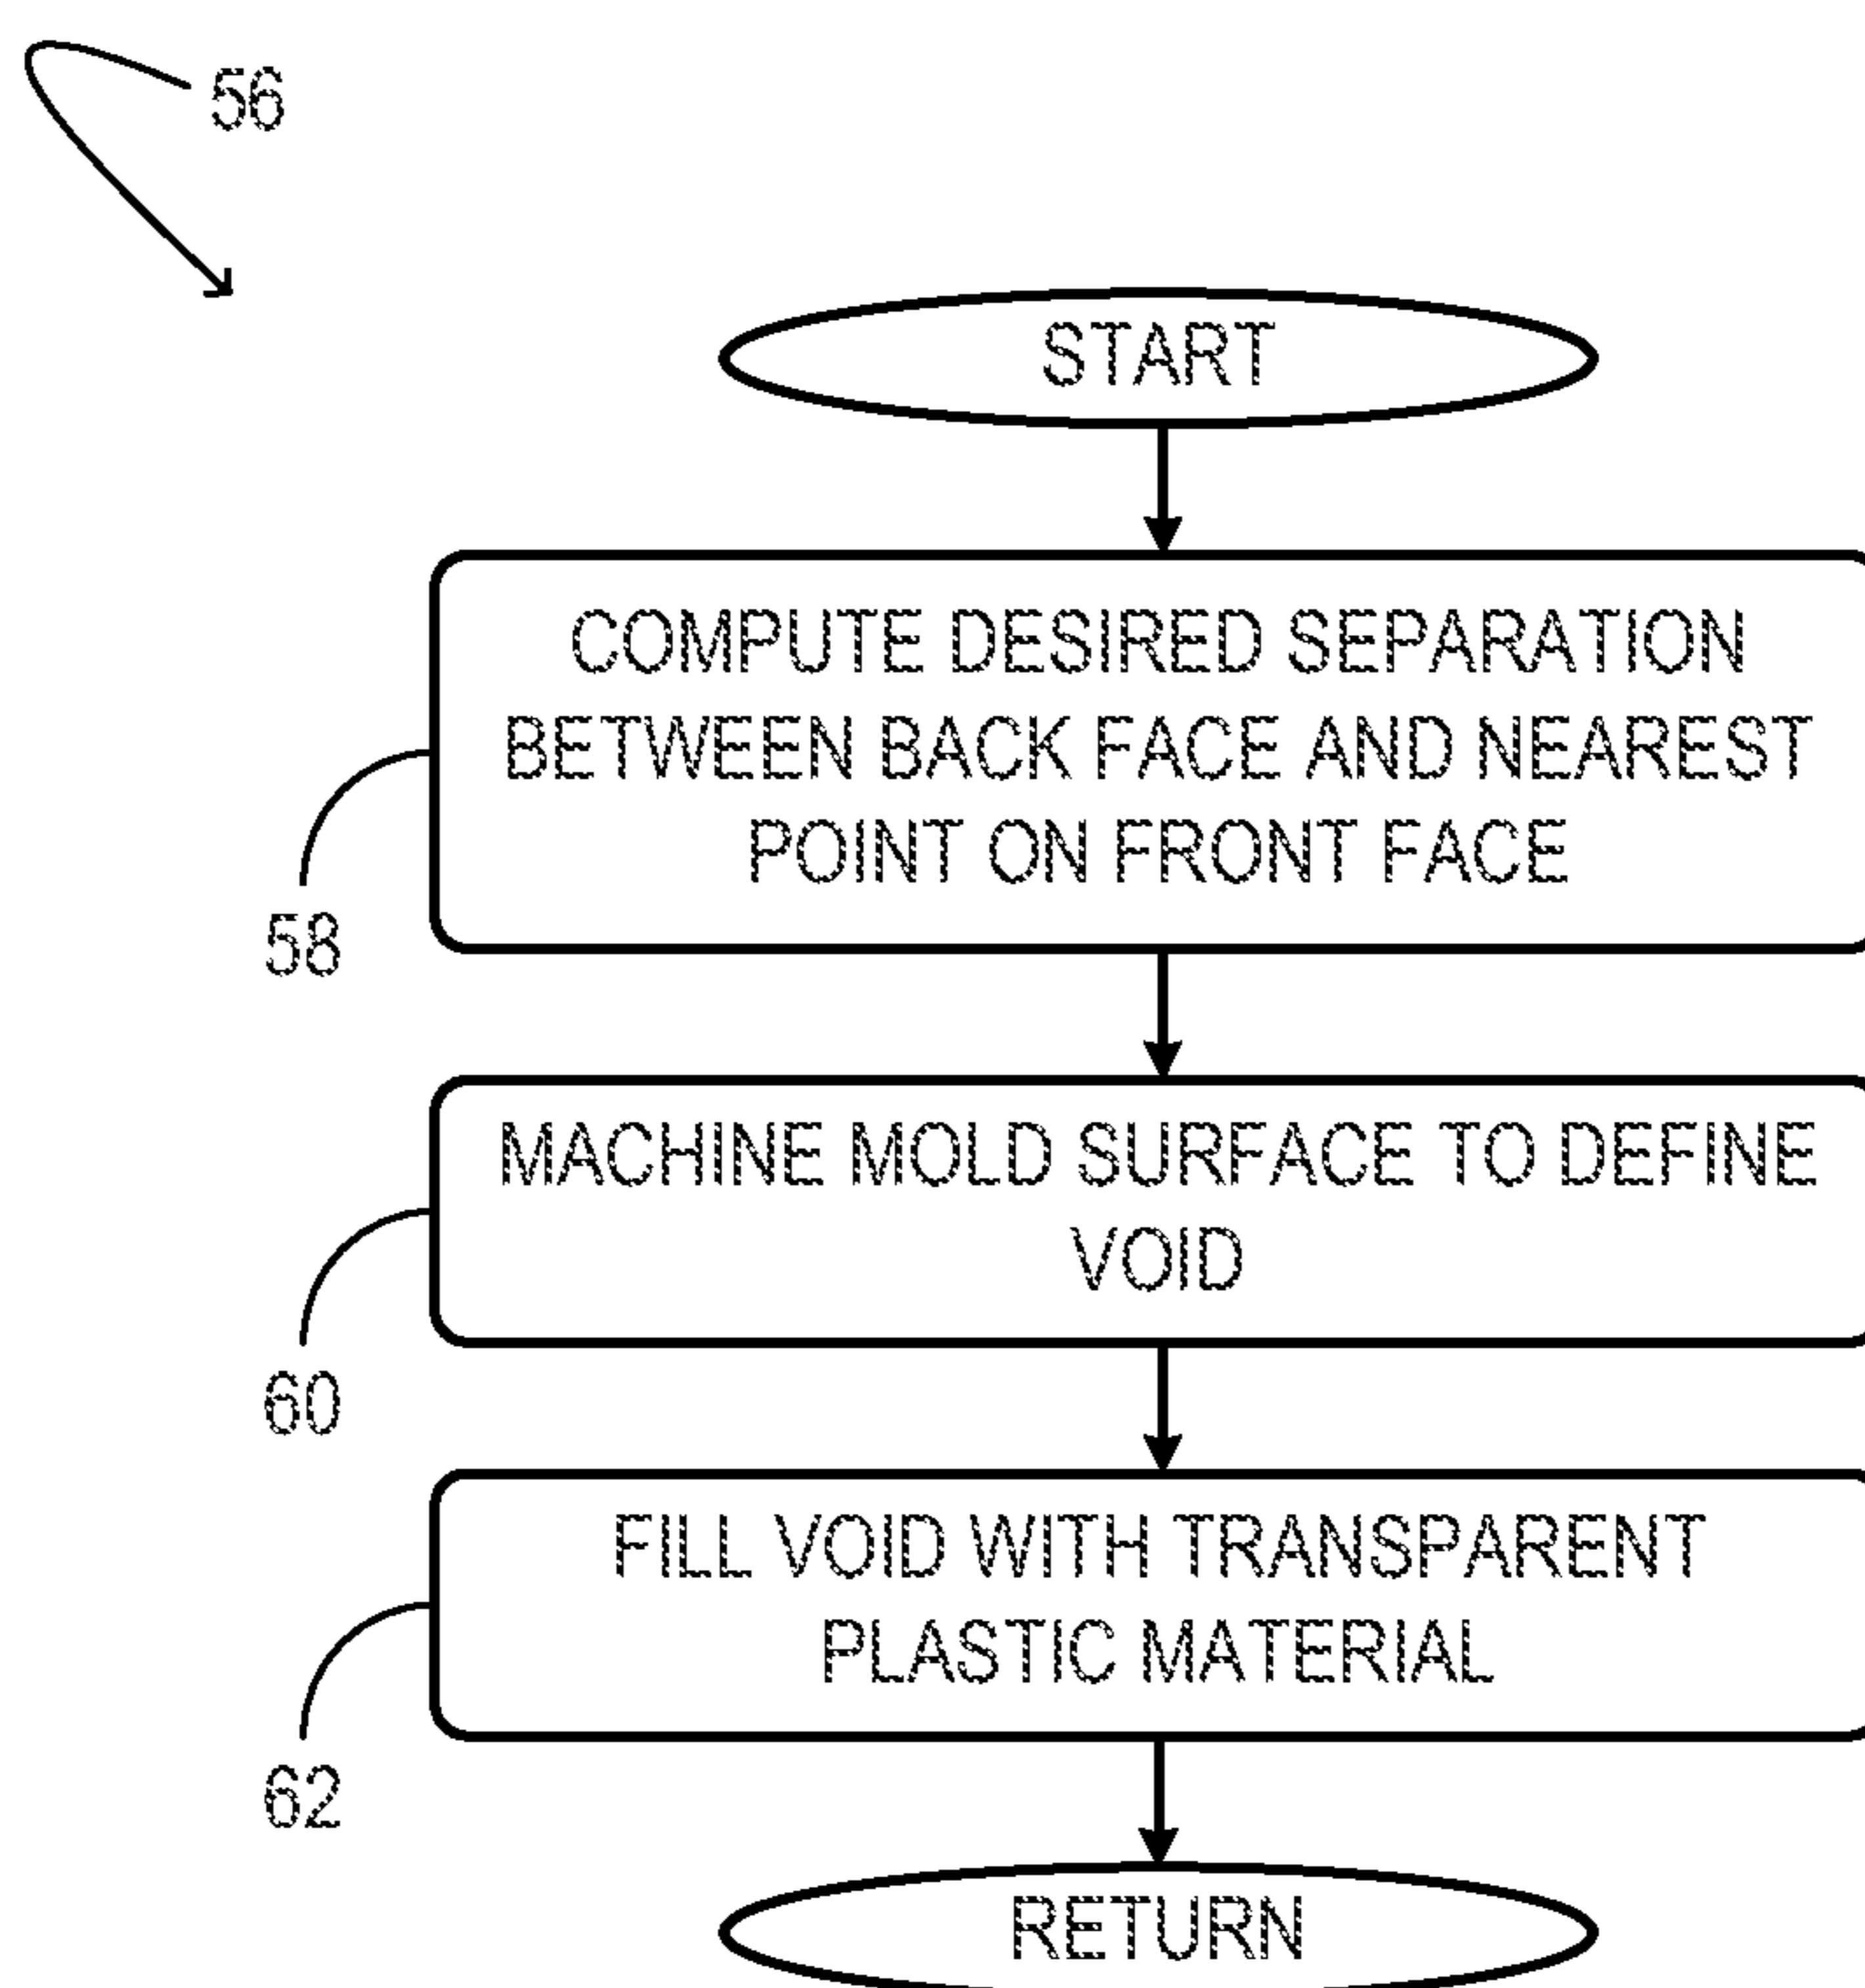 56
START
COMPUTE DESIRED SEPARATION
BETWEEN BACK FACE AND NEAREST
POINT ON FRONT FACE
58
MACHINE MOLD SURFACE TO DEFINE
VOID
60
FILL VOID WITH TRANSPARENT
PLASTIC MATERIAL
62
RETURN